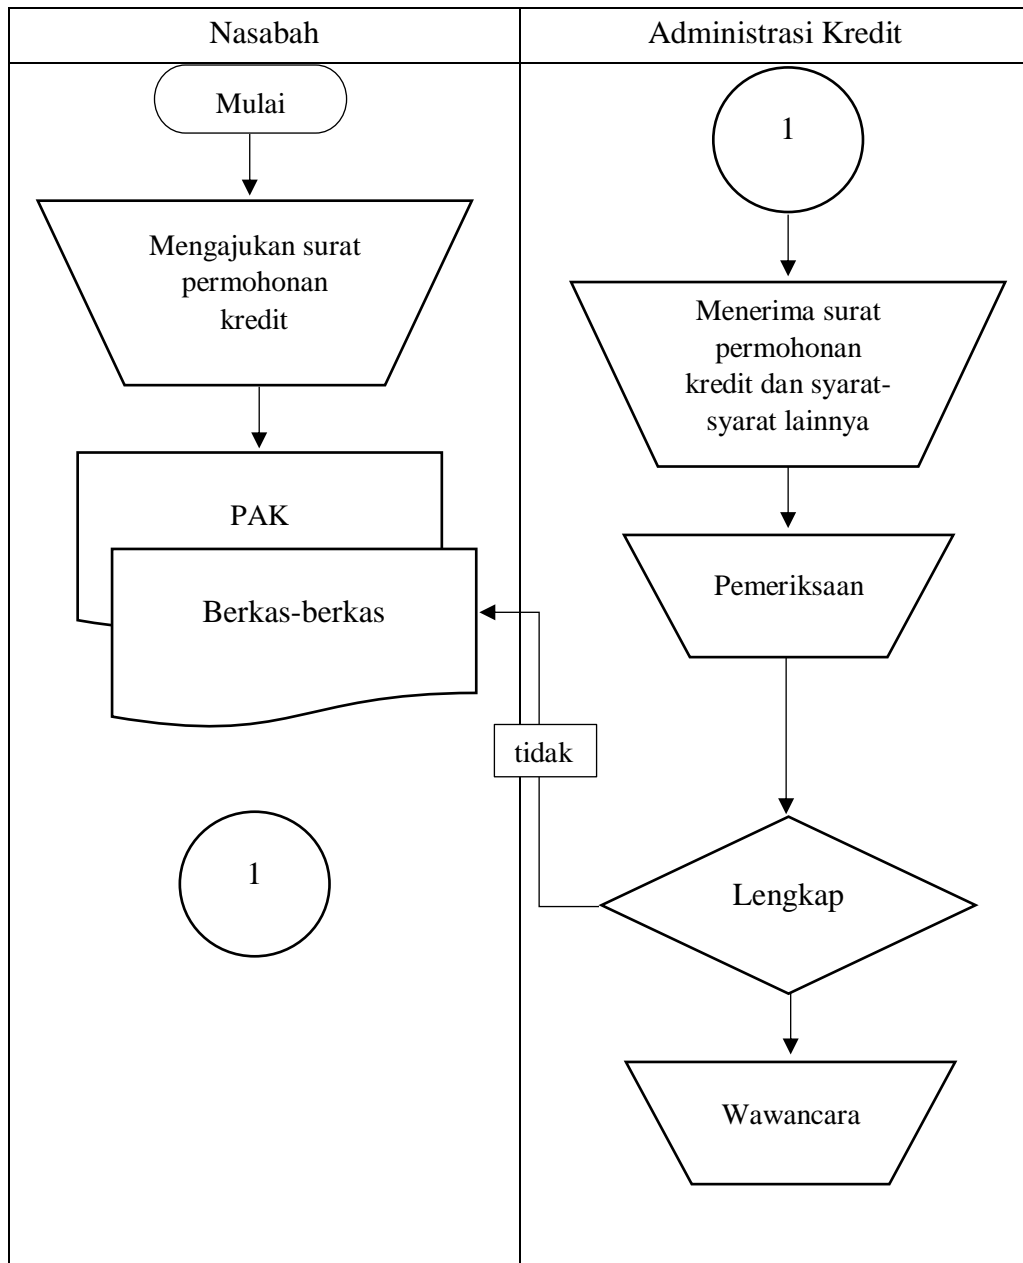 Nasabah
Administrasi Kredit
Mulai
Mengajukan surat
permohonan
kredit
PAK
Berkas-berkas
1
1
Menerima surat
permohonan
kredit dan syarat-
syarat lainnya
Pemeriksaan
Lengkap
tidak
Wawancara